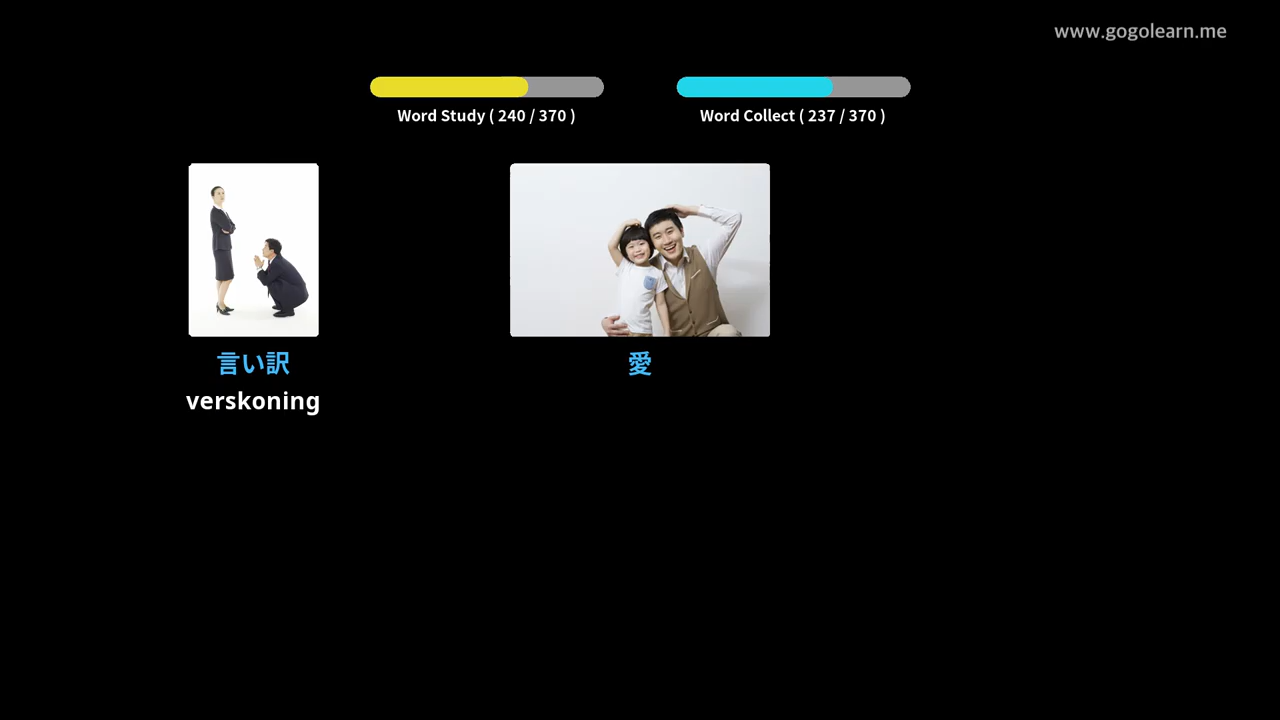 www.gogolearn.me
Word Study ( 240 / 370 )
Word Collect ( 237 / 370 )
言い訳
verskoning
愛